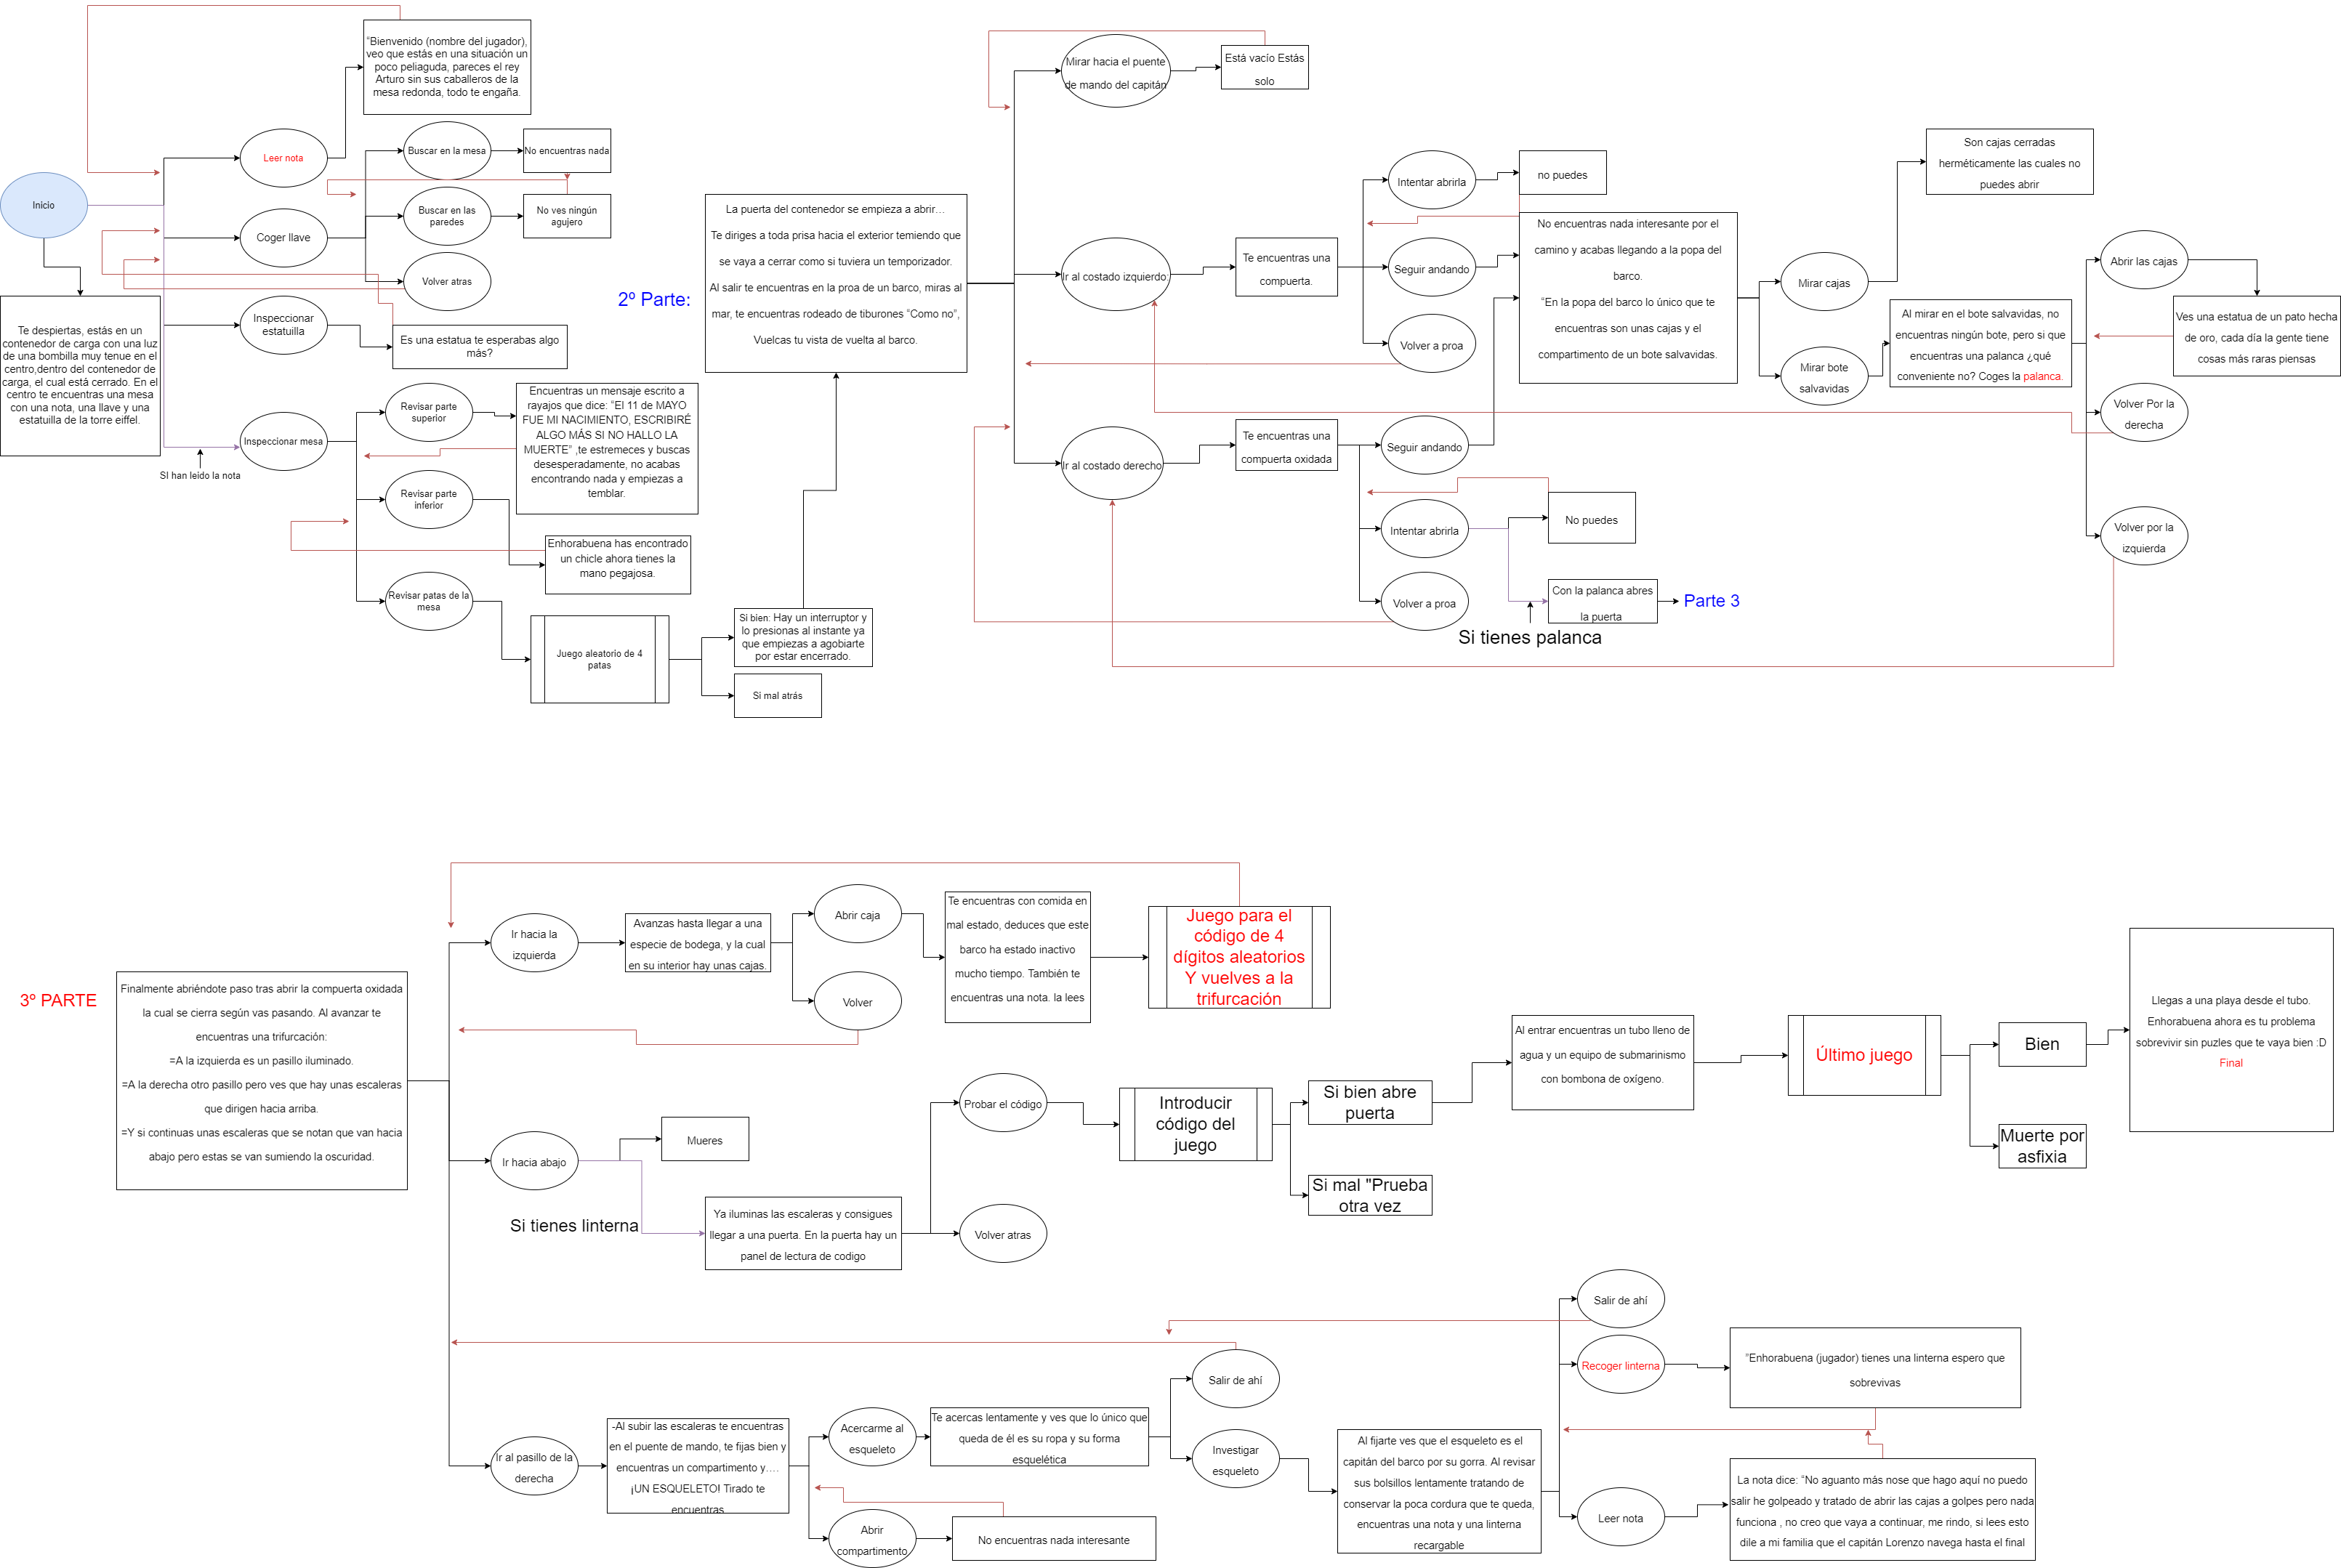 “Bienvenido (nombre del jugador),
veo que estás en una situación un
poco peliaguda, pareces el rey
Arturo sin sus caballeros de la
mesa redonda, todo te engaña.
Inicio
Leer nota
Coger llave
Buscar en la mesa
No encuentras nada
Buscar en las
paredes
No ves ningún
agujero
Volver atras
Inspeccionar
estatuilla
Es una estatua te esperabas algo
más?
Te despiertas, estás en un
contenedor de carga con una luz
de una bombilla muy tenue en el
centro,dentro del contenedor de
carga, el cual está cerrado. En el
centro te encuentras una mesa
con una nota, una llave y una
estatuilla de la torre eiffel.
SI han leido la nota
Inspeccionar mesa
Revisar parte
superior
Encuentras un mensaje escrito a
rayajos que dice: “El 11 de MAYO
FUE MI NACIMIENTO, ESCRIBIRÉ
ALGO MÁS SI NO HALLO LA
MUERTE” ,te estremeces y buscas
desesperadamente, no acabas
encontrando nada y empiezas a
temblar.
Revisar parte
inferior
Enhorabuena has encontrado
un chicle ahora tienes la
mano pegajosa.
Revisar patas de la
mesa
Juego aleatorio de 4
patas
Si bien: Hay un interruptor y
lo presionas al instante ya
que empiezas a agobiarte
por estar encerrado.
Si mal atrás
2º Parte:
La puerta del contenedor se empieza a abrir…
Te diriges a toda prisa hacia el exterior temiendo que
se vaya a cerrar como si tuviera un temporizador.
Al salir te encuentras en la proa de un barco, miras al
mar, te encuentras rodeado de tiburones “Como no”,
Vuelcas tu vista de vuelta al barco.
Mirar hacia el puente
de mando del capitán
Está vacío Estás
solo
Ir al costado izquierdo.
Te encuentras una
compuerta.
Intentar abrirla
no puedes
Seguir andando
Volver a proa
Ir al costado derecho
Te encuentras una
compuerta oxidada
Seguir andando
Intentar abrirla
No puedes
Volver a proa
Con la palanca abres
la puerta
Parte 3
Si tienes palanca
No encuentras nada interesante por el
camino y acabas llegando a la popa del
barco.
“En la popa del barco lo único que te
encuentras son unas cajas y el
compartimento de un bote salvavidas.
Mirar cajas
Son cajas cerradas
herméticamente las cuales no
puedes abrir
Mirar bote
salvavidas
Al mirar en el bote salvavidas, no
encuentras ningún bote, pero si que
encuentras una palanca ¿qué
conveniente no? Coges la palanca.
Abrir las cajas
Ves una estatua de un pato hecha
de oro, cada día la gente tiene
cosas más raras piensas
Volver Por la
derecha
Volver por la
izquierda
3º PARTE
Finalmente abriéndote paso tras abrir la compuerta oxidada
la cual se cierra según vas pasando. Al avanzar te
encuentras una trifurcación:
=A la izquierda es un pasillo iluminado.
=A la derecha otro pasillo pero ves que hay unas escaleras
que dirigen hacia arriba.
=Y si continuas unas escaleras que se notan que van hacia
abajo pero estas se van sumiendo la oscuridad.
Ir hacia la
izquierda
Avanzas hasta llegar a una
especie de bodega, y la cual
en su interior hay unas cajas.
Abrir caja
Volver
Te encuentras con comida en
mal estado, deduces que este
barco ha estado inactivo
mucho tiempo. También te
encuentras una nota. la lees
Juego para el
código de 4
dígitos aleatorios
Y vuelves a la
trifurcación
Ir hacia abajo
Mueres
Si tienes linterna
Ya iluminas las escaleras y consigues
llegar a una puerta. En la puerta hay un
panel de lectura de codigo
Probar el código
Volver atras
Introducir
código del
juego
Si bien abre
puerta
Si mal "Prueba
otra vez
Al entrar encuentras un tubo lleno de
agua y un equipo de submarinismo
con bombona de oxígeno.
Último juego
Bien
Muerte por
asfixia
Llegas a una playa desde el tubo.
Enhorabuena ahora es tu problema
sobrevivir sin puzles que te vaya bien :D
Final
Ir al pasillo de la
derecha
-Al subir las escaleras te encuentras
en el puente de mando, te fijas bien y
encuentras un compartimento y….
¡UN ESQUELETO! Tirado te
encuentras
Acercarme al
esqueleto
Te acercas lentamente y ves que lo único que
queda de él es su ropa y su forma
esquelética
Abrir
compartimento
No encuentras nada interesante
Salir de ahí
Investigar
esqueleto
Al fijarte ves que el esqueleto es el
capitán del barco por su gorra. Al revisar
sus bolsillos lentamente tratando de
conservar la poca cordura que te queda,
encuentras una nota y una linterna
recargable
Salir de ahí
Recoger linterna
”Enhorabuena (jugador) tienes una linterna espero que
sobrevivas
Leer nota
La nota dice: “No aguanto más nose que hago aquí no puedo
salir he golpeado y tratado de abrir las cajas a golpes pero nada
funciona , no creo que vaya a continuar, me rindo, si lees esto
dile a mi familia que el capitán Lorenzo navega hasta el final